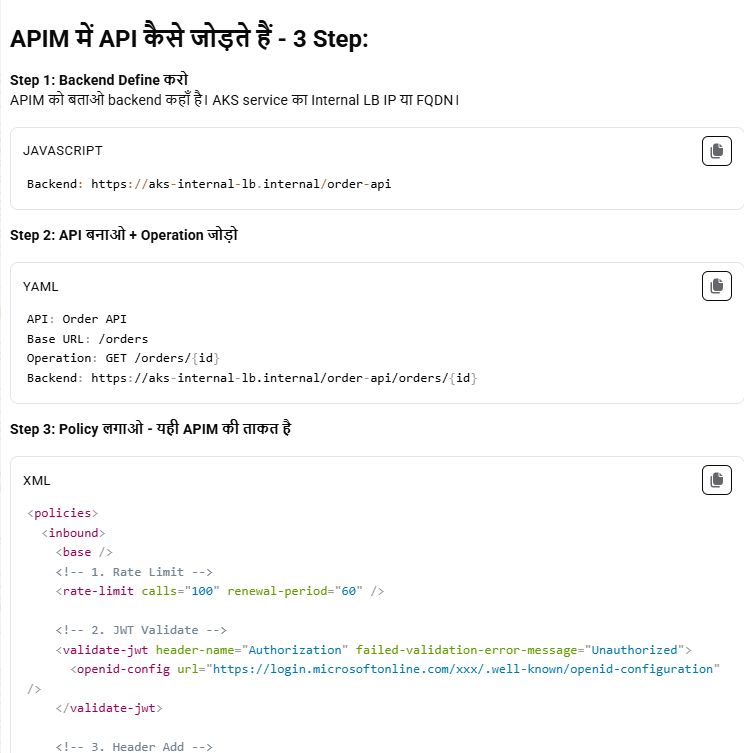 APIM में API कैसे जोड़ते हैं - 3 Step:
Step 1: Backend Define करो
APIM को बताओ backend कहाँ है। AKS service का Internal LB IP या FQDN।
JAVASCRIPT
Backend: https://aks-internal-lb.internal/order-api
Step 2: API बनाओ + Operation जोड़ो
YAML
API: Order API
Base URL: /orders
Operation: GET /orders/{id}
Backend: https://aks-internal-lb.internal/order-api/orders/{id}
Step 3: Policy लगाओ - यही APIM की ताकत है
XML
<policies>
  <inbound>
    <base />
    <!-- 1. Rate Limit -->
    <rate-limit calls="100" renewal-period="60" />
    <!-- 2. JWT Validate -->
    <validate-jwt header-name="Authorization" failed-validation-error-message="Unauthorized">
      <openid-config url="https://login.microsoftonline.com/xxx/.well-known/openid-configuration"
/>
    </validate-jwt>
    <!-- 3. Header Add -->